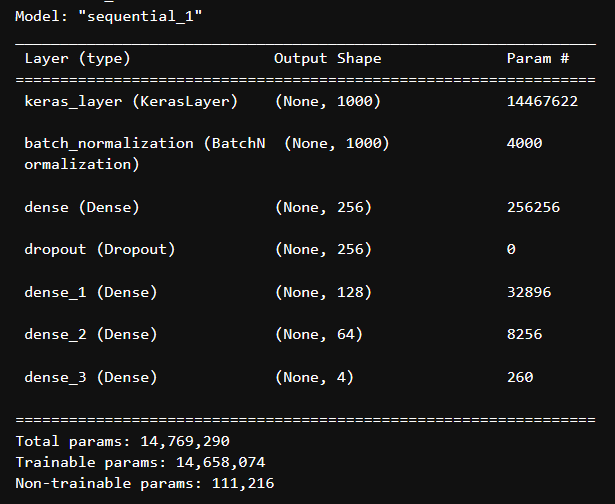 Model: "sequential_1"
Layer (type) Output Shape Param #
keras_layer (KerasLayer) (None, 1000) 14467622
batch_normalization (BatchN (None, 1000) 4000
ormalization)
dense (Dense) (None, 256) 256256
dropout (Dropout) (None, 256) 0
dense_1 (Dense) (None, 128) 32896
dense_2 (Dense) (None, 64) 8256
dense_3 (Dense) (None, 4) 260
Total params: 14,769,290
Trainable params: 14,658,074
Non-trainable params: 111,216